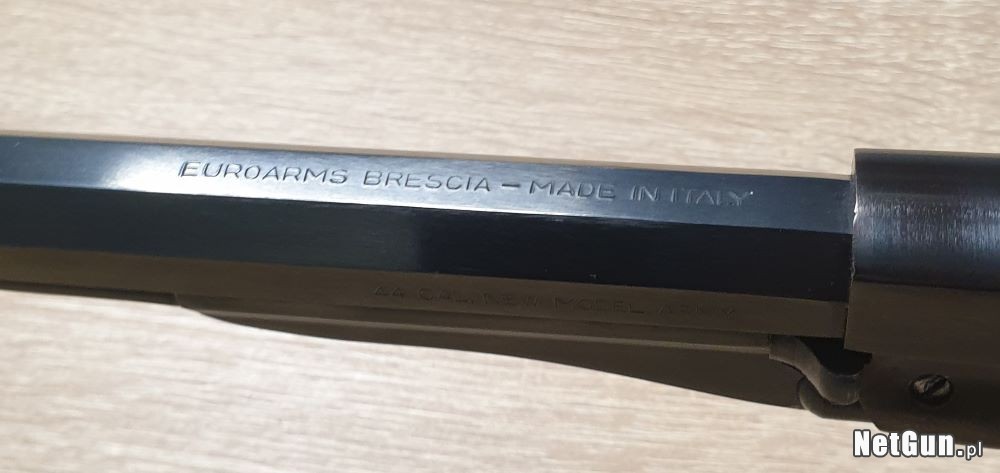 EUROARMS BRESCIA – MADE IN ITALY
44 CAL. NEW MODEL ARMY
NetGun.pl